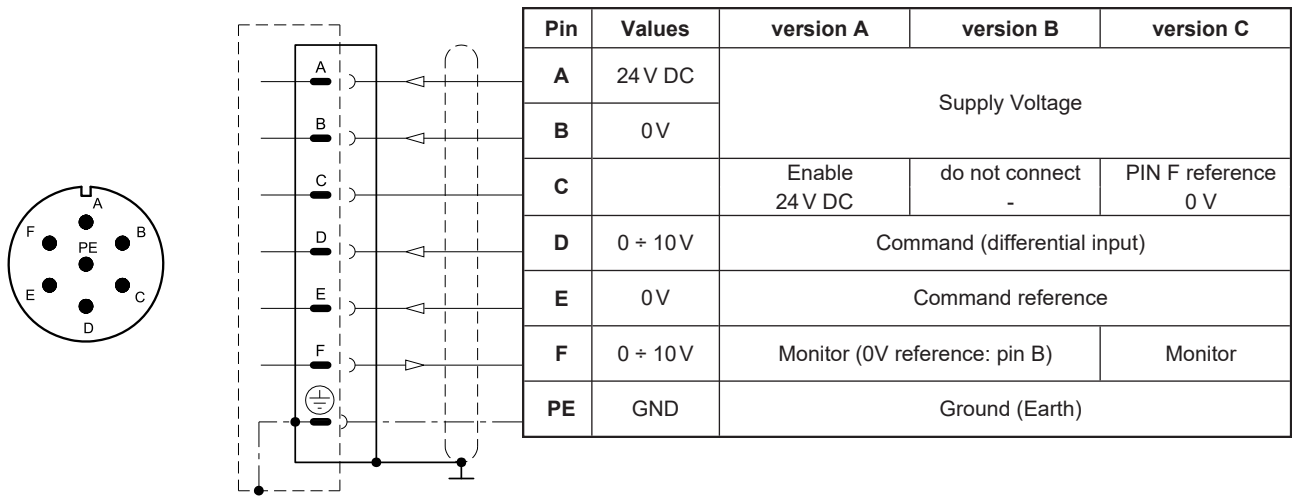 A
F
B
PE
E
C
D
A
B
C
D
E
F
Pin Values version A version B version C
A 24 V DC
Supply Voltage
B 0 V
C Enable do not connect PIN F reference
24 V DC - 0 V
D 0 ÷ 10 V Command (differential input)
E 0 V Command reference
F 0 ÷ 10 V Monitor (0V reference: pin B) Monitor
PE GND Ground (Earth)